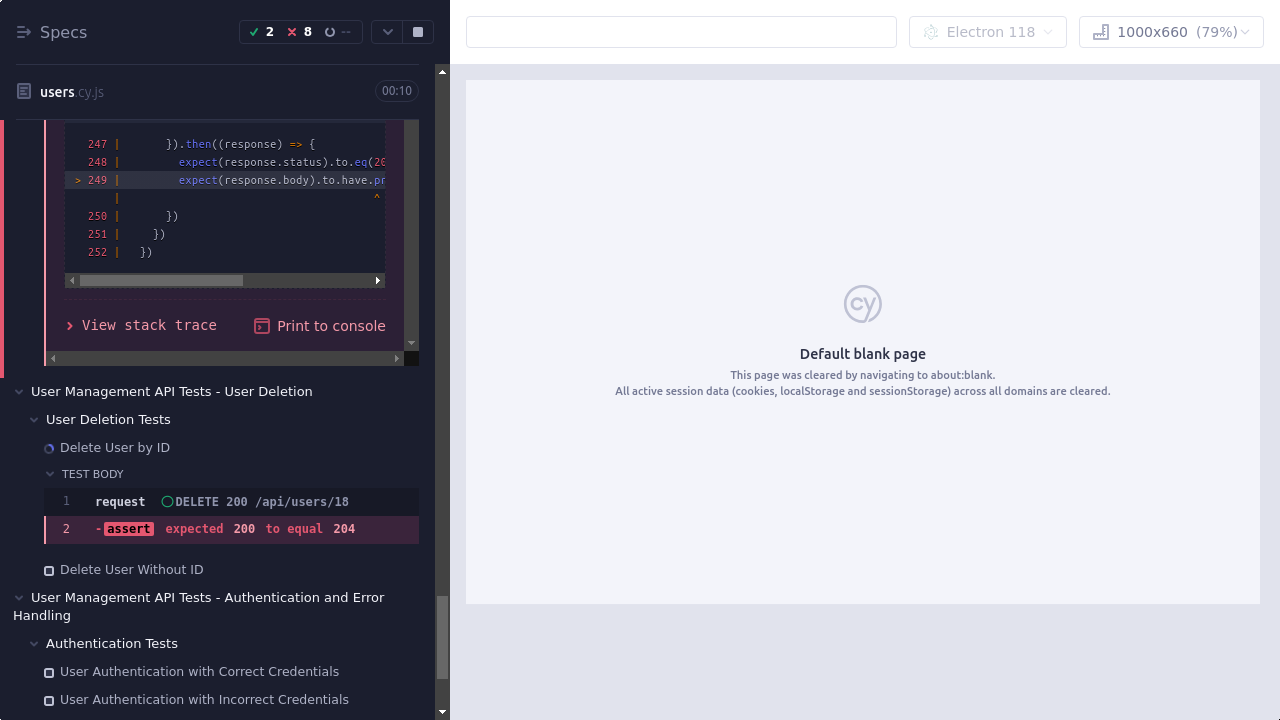 Specs
2
8
--
Electron 118
1000x660 (79%)
users.cy.js
00:10
247 | }).then((response) => {
248 | expect(response.status).to.eq(20
> 249 | expect(response.body).to.have.pr
| ^
250 | })
251 | })
252 | })
View stack trace
Print to console
User Management API Tests - User Deletion
User Deletion Tests
Delete User by ID
TEST BODY
1 request DELETE 200 /api/users/18
2 -assert expected 200 to equal 204
Delete User Without ID
User Management API Tests - Authentication and Error
Handling
Authentication Tests
User Authentication with Correct Credentials
User Authentication with Incorrect Credentials
cy
Default blank page
This page was cleared by navigating to about:blank.
All active session data (cookies, localStorage and sessionStorage) across all domains are cleared.